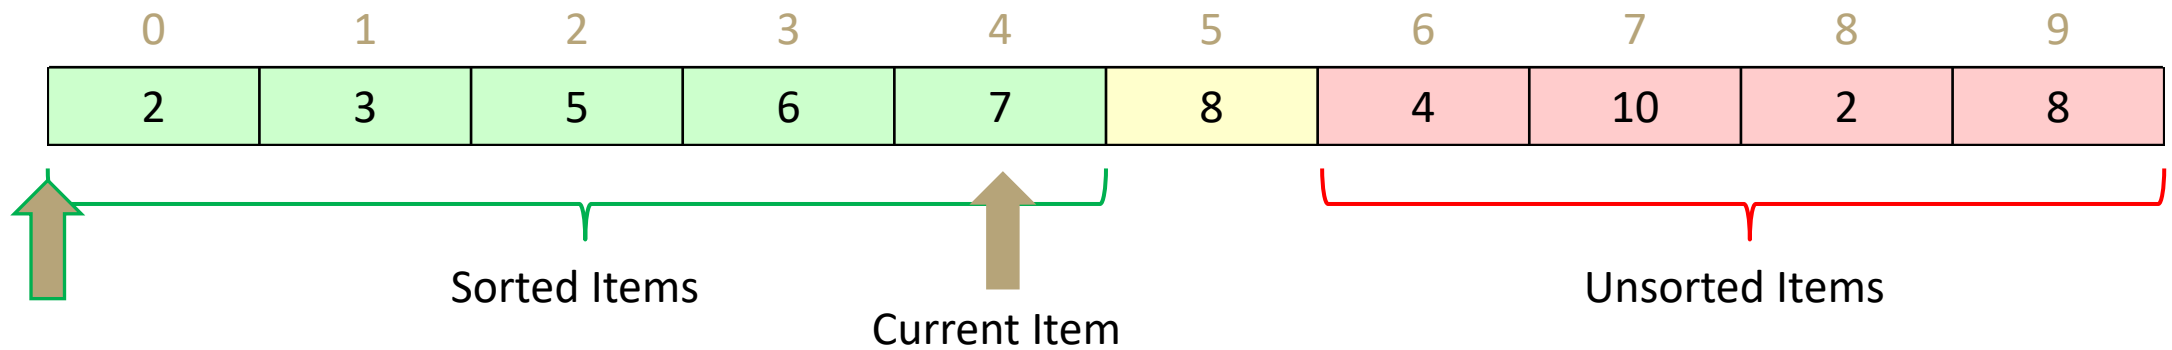 0 1 2 3 4 5 6 7 8 9
2 3 5 6 7 8 4 10 2 8
Sorted Items Unsorted Items
Current Item